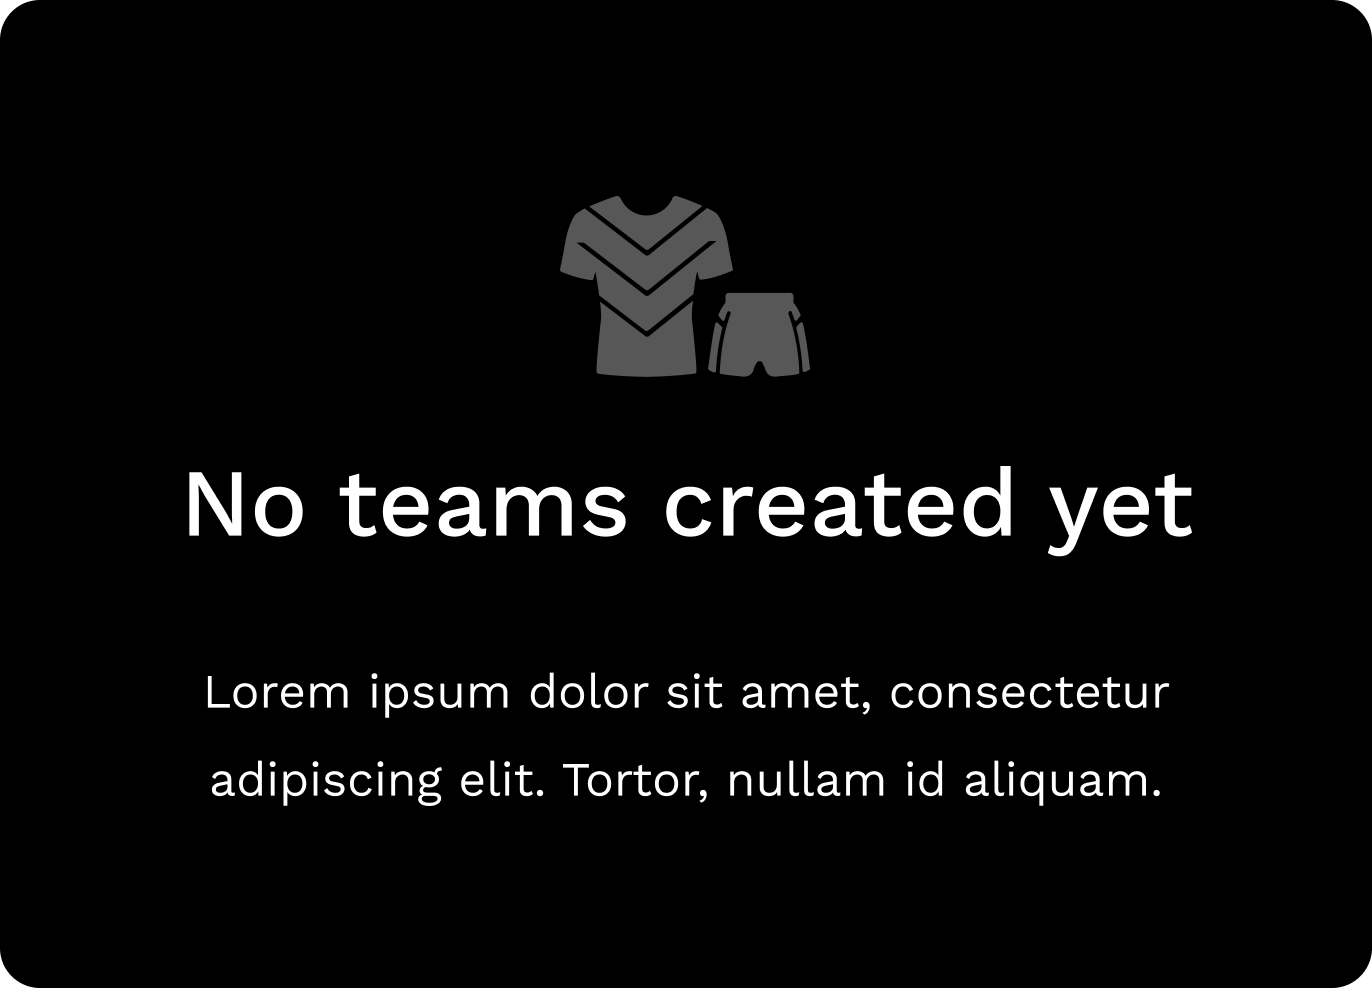 No teams created yet
Lorem ipsum dolor sit amet, consectetur
adipiscing elit. Tortor, nullam id aliquam.